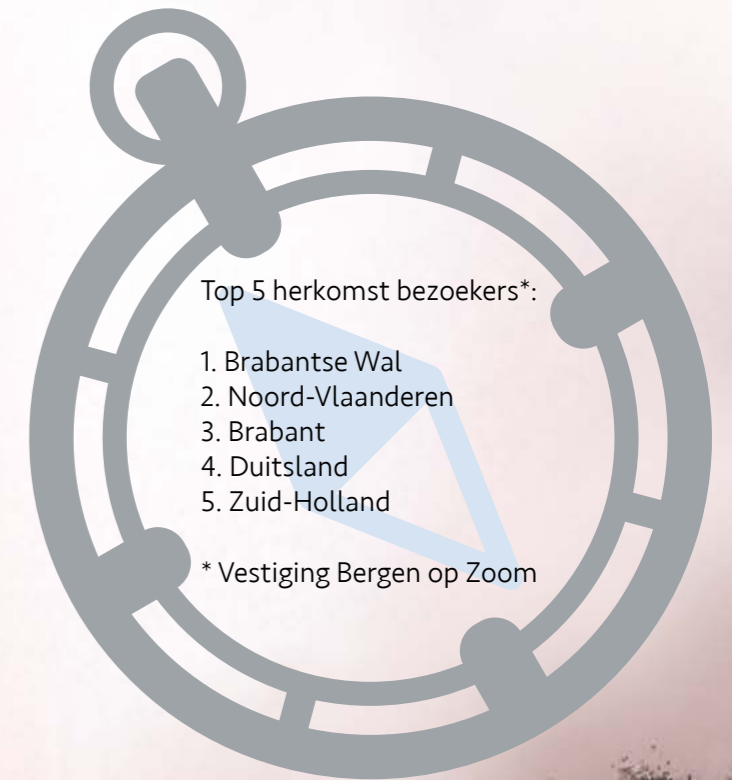 Top 5 herkomst bezoekers*:
1. Brabantse Wal
2. Noord-Vlaanderen
3. Brabant
4. Duitsland
5. Zuid-Holland
* Vestiging Bergen op Zoom